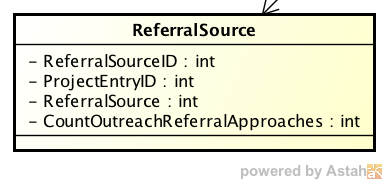 ReferralSource
- ReferralSourceID : int
- ProjectEntryID : int
- ReferralSource : int
- CountOutreachReferralApproaches : int
powered by Astah